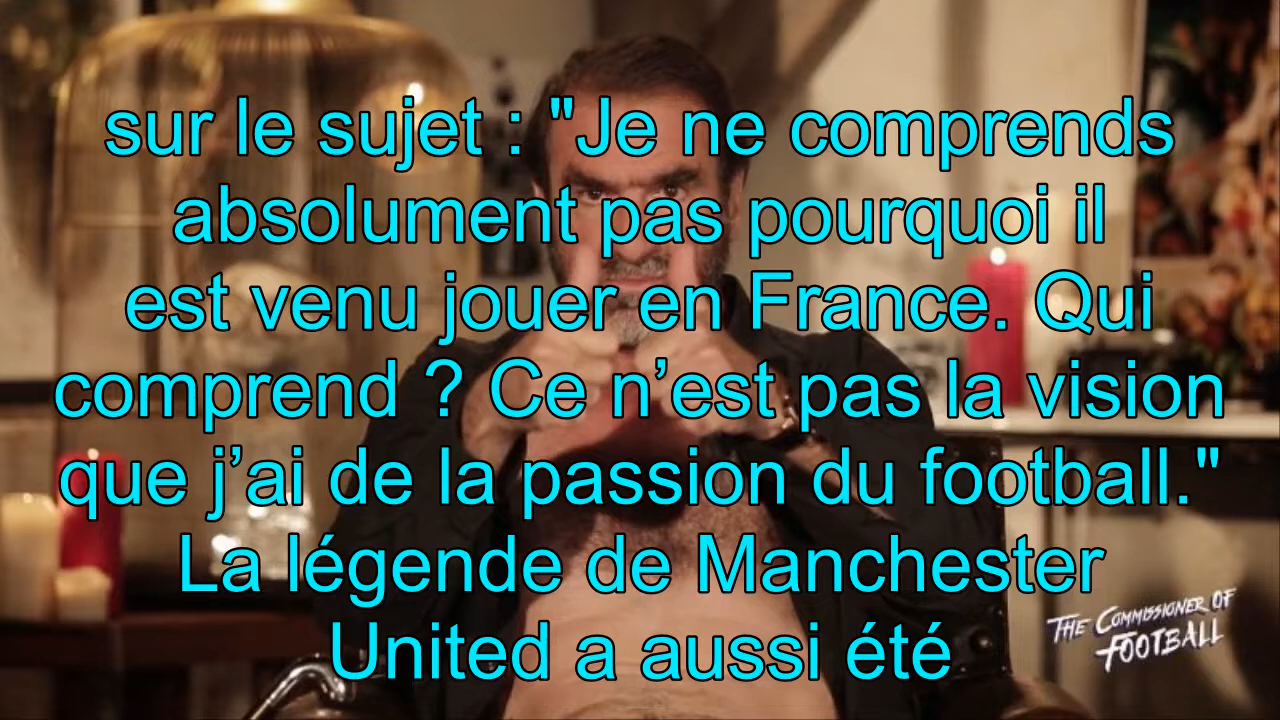 sur le sujet : "Je ne comprends
absolument pas pourquoi il
est venu jouer en France. Qui
comprend ? Ce n’est pas la vision
que j’ai de la passion du football."
La légende de Manchester
United a aussi été
THE COMMISSIONER OF
FOOTBALL